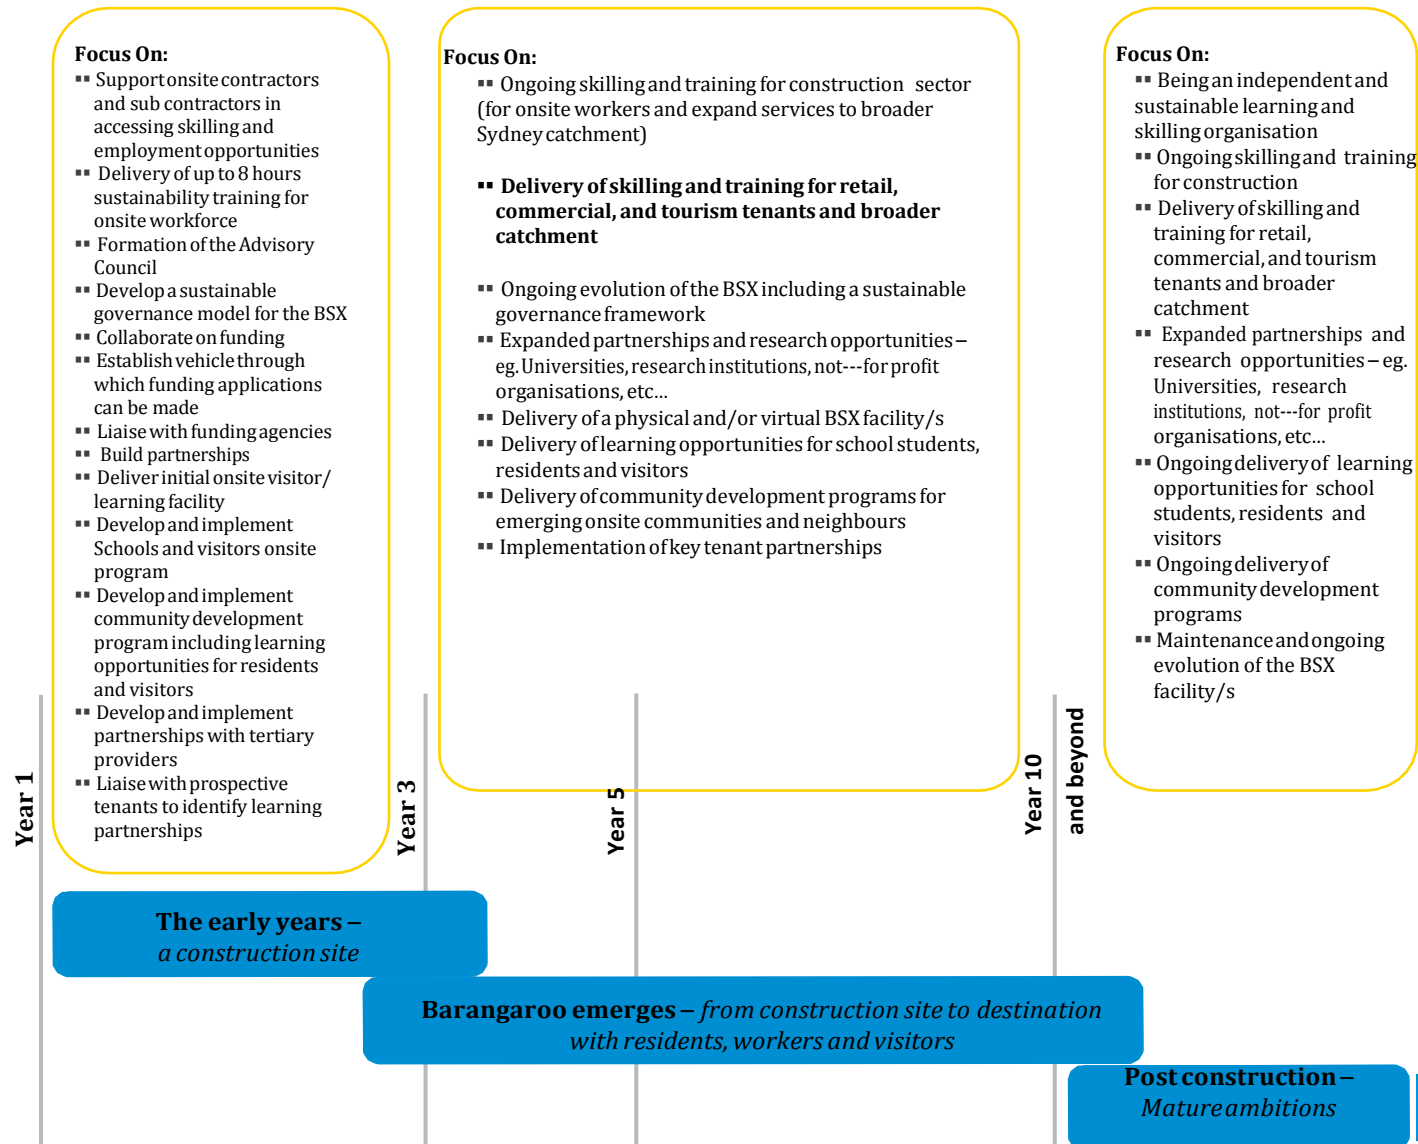 Focus On:
▪▪ Support onsite contractors
and sub contractors in
accessing skilling and
employment opportunities
▪▪ Delivery of up to 8 hours
sustainability training for
onsite workforce
▪▪ Formation of the Advisory
Council
▪▪ Develop a sustainable
governance model for the BSX
▪▪ Collaborate on funding
▪▪ Establish vehicle through
which funding applications
can be made
▪▪ Liaise with funding agencies
▪▪ Build partnerships
▪▪ Deliver initial onsite visitor/
learning facility
▪▪ Develop and implement
Schools and visitors onsite
program
▪▪ Develop and implement
community development
program including learning
opportunities for residents
and visitors
▪▪ Develop and implement
partnerships with tertiary
providers
▪▪ Liaise with prospective
tenants to identify learning
partnerships
Focus On:
▪▪ Ongoing skilling and training for construction sector
(for onsite workers and expand services to broader
Sydney catchment)
▪▪ Delivery of skilling and training for retail,
commercial, and tourism tenants and broader
catchment
▪▪ Ongoing evolution of the BSX including a sustainable
governance framework
▪▪ Expanded partnerships and research opportunities –
eg. Universities, research institutions, not---for profit
organisations, etc...
▪▪ Delivery of a physical and/or virtual BSX facility/s
▪▪ Delivery of learning opportunities for school students,
residents and visitors
▪▪ Delivery of community development programs for
emerging onsite communities and neighbours
▪▪ Implementation of key tenant partnerships
Focus On:
▪▪ Being an independent and
sustainable learning and
skilling organisation
▪▪ Ongoing skilling and training
for construction
▪▪ Delivery of skilling and
training for retail,
commercial, and tourism
tenants and broader
catchment
▪▪ Expanded partnerships and
research opportunities – eg.
Universities, research
institutions, not---for profit
organisations, etc...
▪▪ Ongoing delivery of learning
opportunities for school
students, residents and
visitors
▪▪ Ongoing delivery of
community development
programs
▪▪ Maintenance and ongoing
evolution of the BSX
facility/s
Year 1
Year 3
Year 5
Year 10
and beyond
The early years –
a construction site
Barangaroo emerges – from construction site to destination
with residents, workers and visitors
Post construction –
Mature ambitions